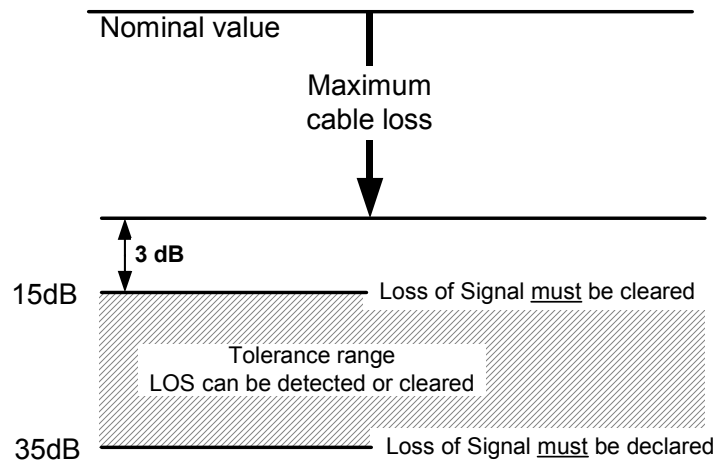 Nominal value
Maximum
cable loss
3 dB
15dB
Loss of Signal must be cleared
Tolerance range
LOS can be detected or cleared
35dB
Loss of Signal must be declared